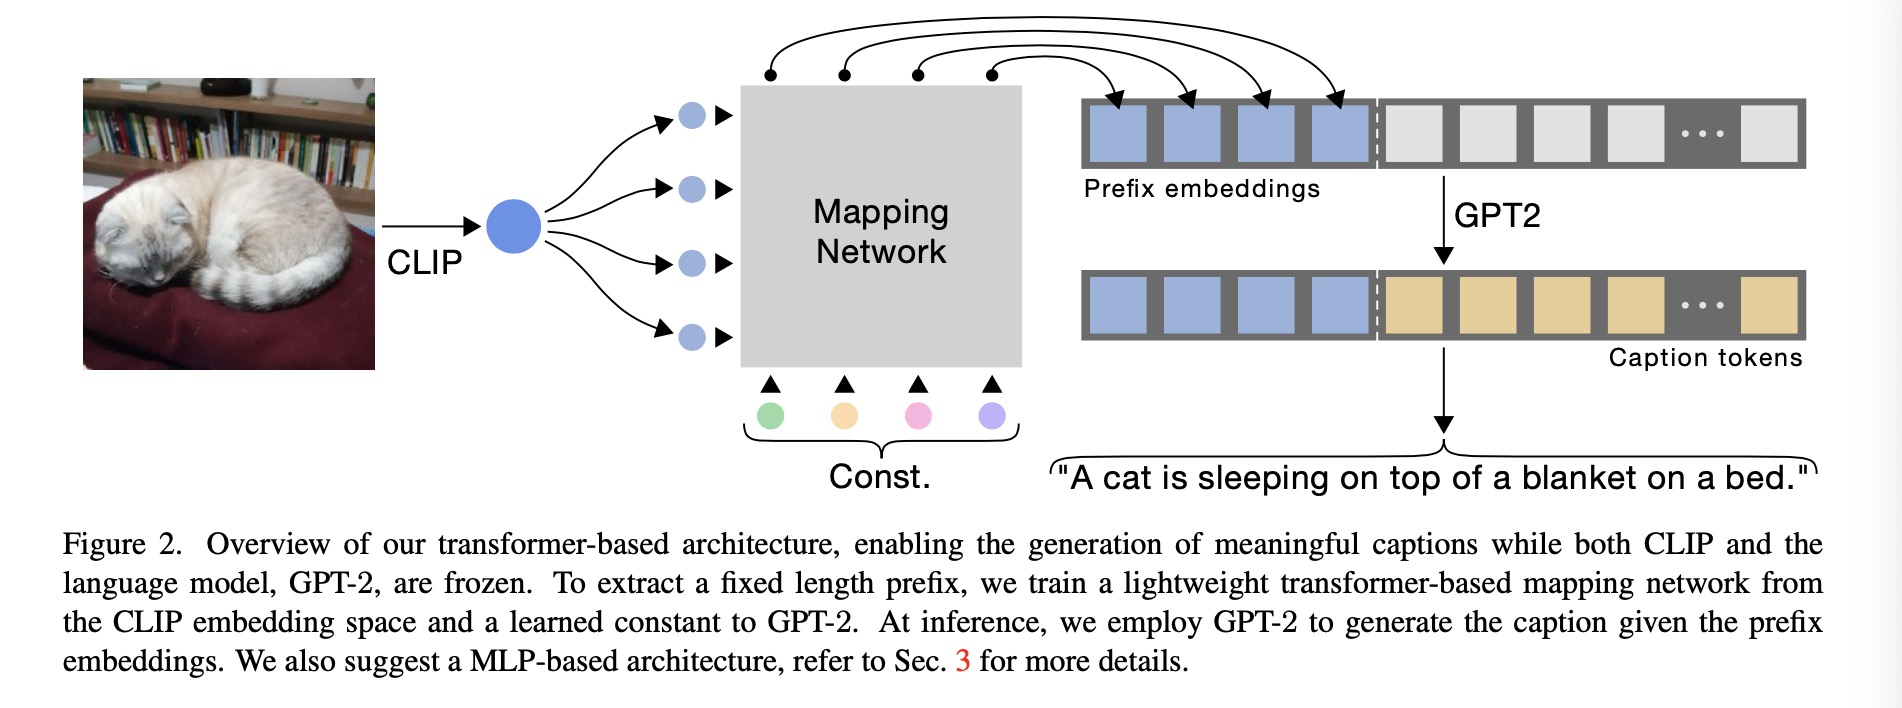 CLIP
Mapping
Network
Const.
Prefix embeddings
GPT2
Caption tokens
"A cat is sleeping on top of a blanket on a bed."
Figure 2. Overview of our transformer-based architecture, enabling the generation of meaningful captions while both CLIP and the
language model, GPT-2, are frozen. To extract a fixed length prefix, we train a lightweight transformer-based mapping network from
the CLIP embedding space and a learned constant to GPT-2. At inference, we employ GPT-2 to generate the caption given the prefix
embeddings. We also suggest a MLP-based architecture, refer to Sec. 3 for more details.